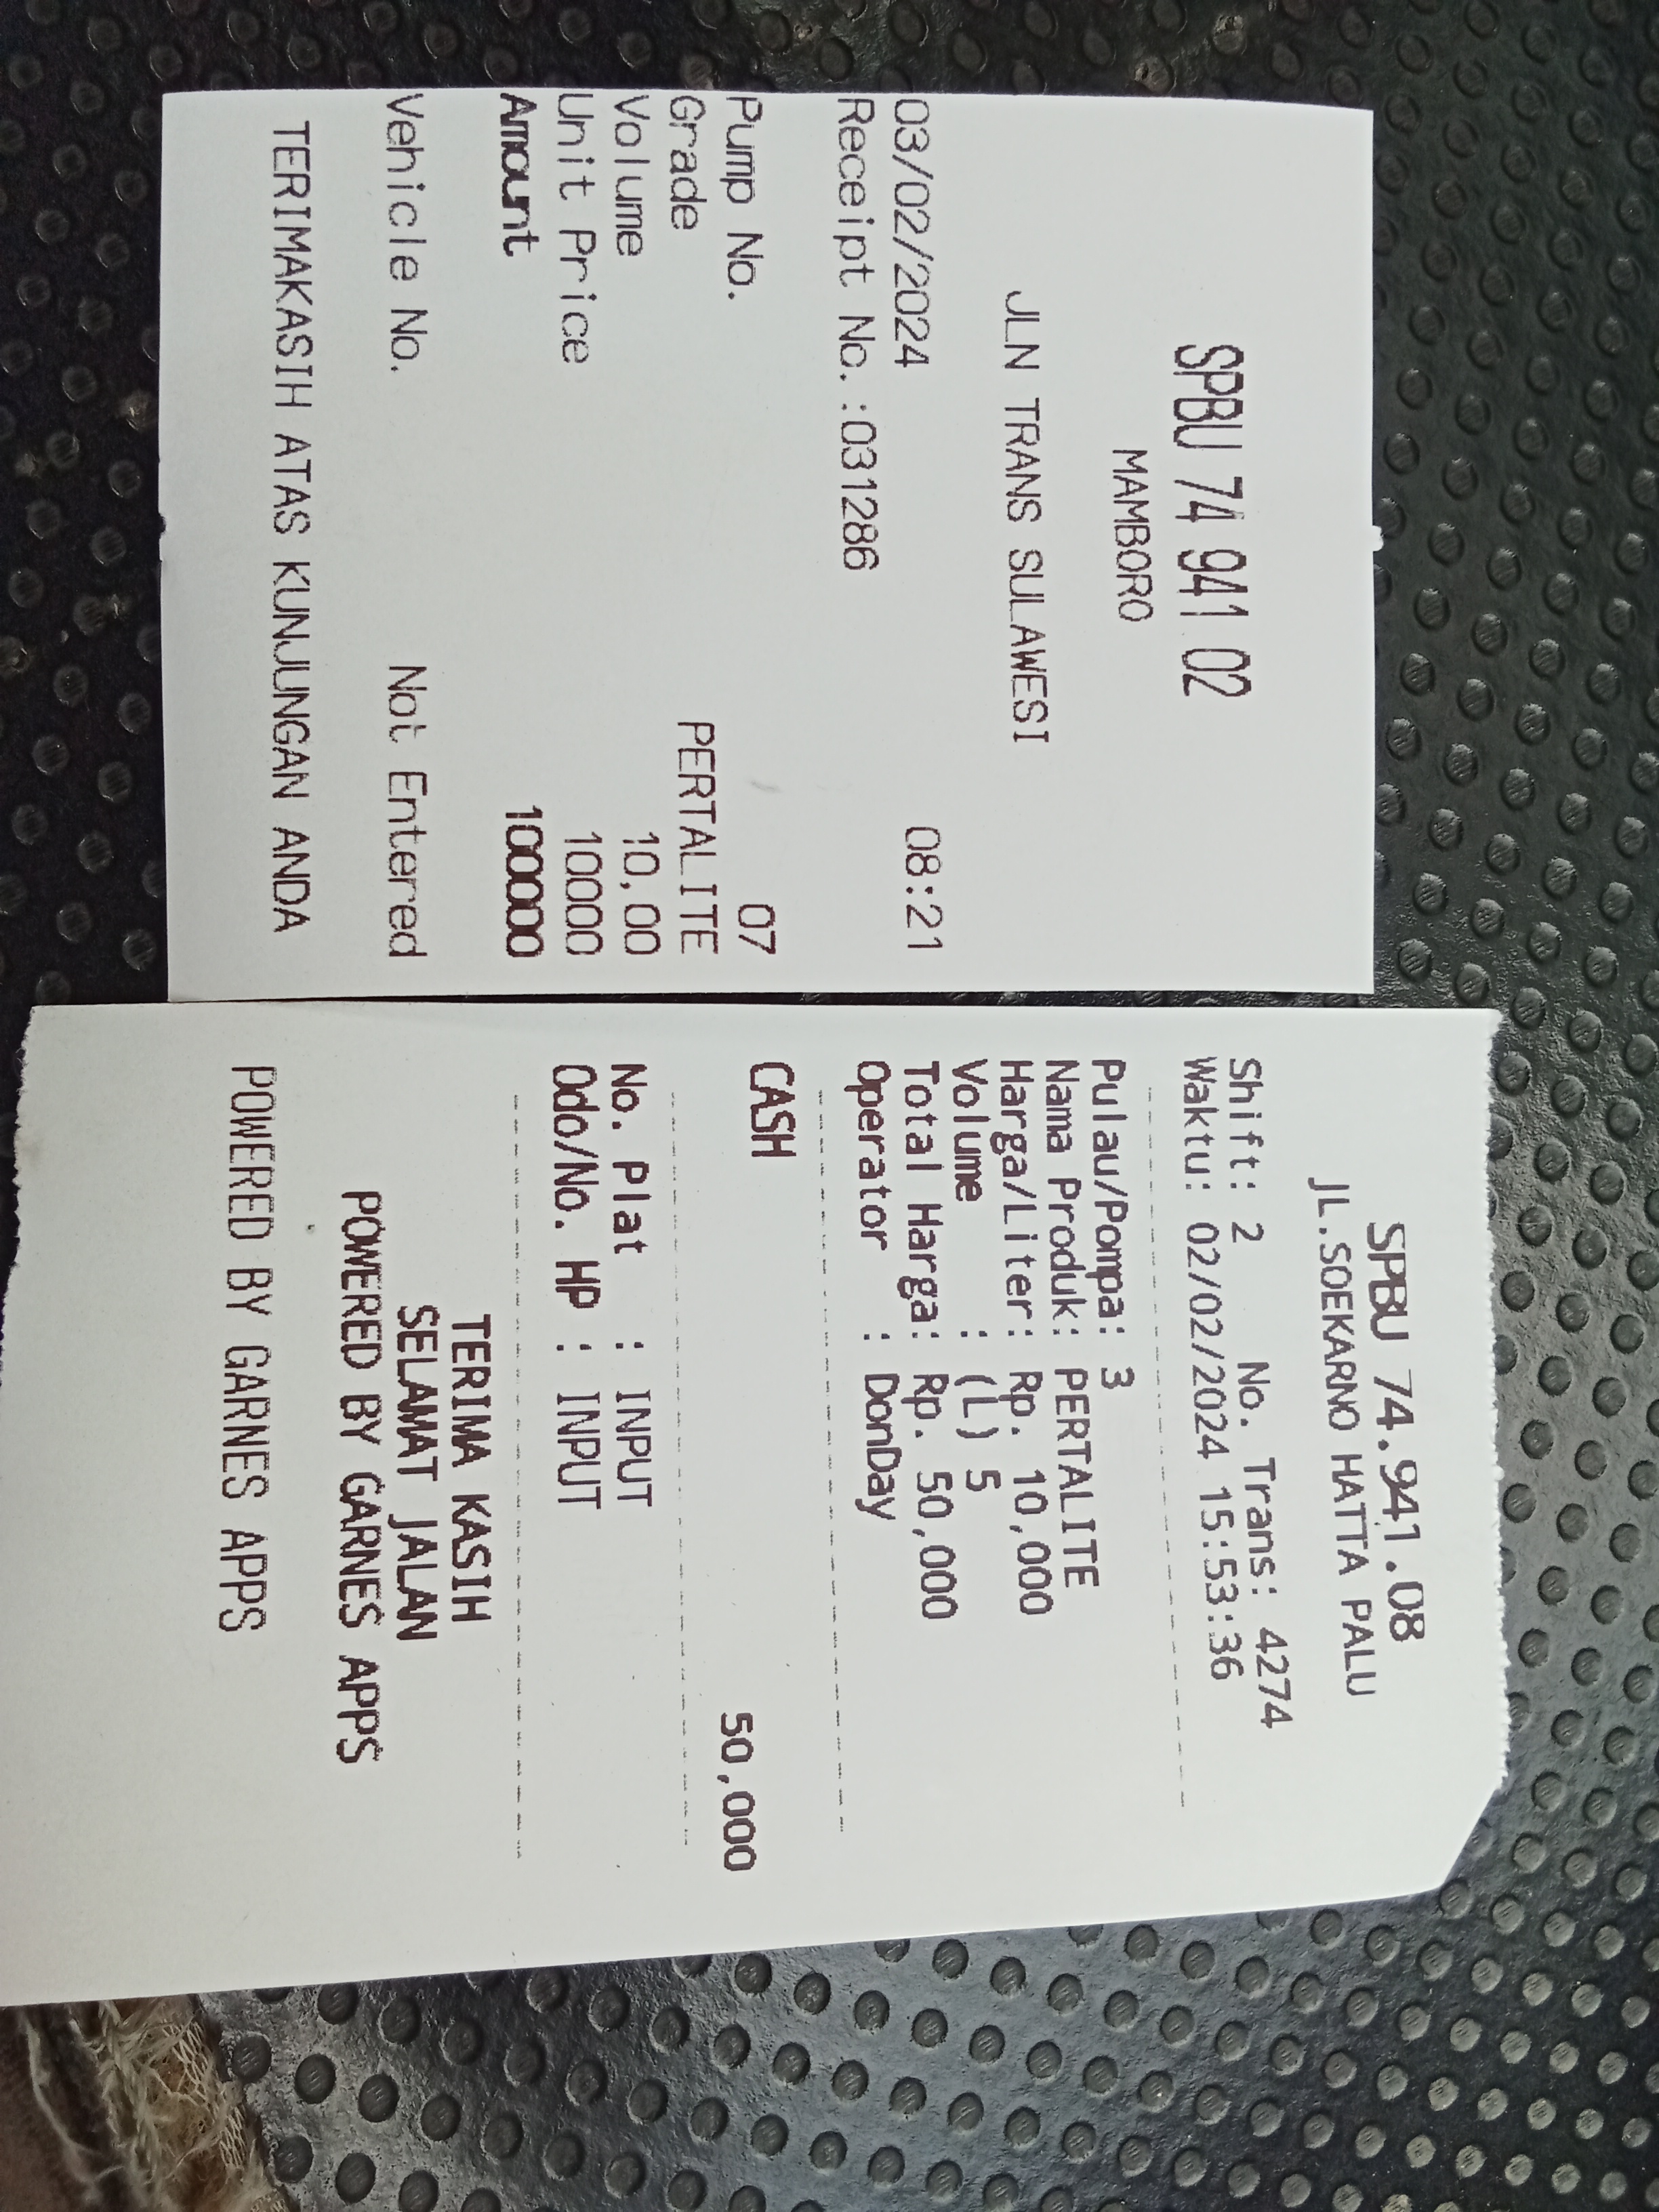 SPBU 74 941 02
MAMBORO
JLN TRANS SULAWESI
03/02/2024 08:21
Receipt No. :031286
Pump No. 07
Grade PERTALITE
Volume 10,00
Unit Price 10000
Amount 100000
Vehicle No. Not Entered
TERIMAKASIH ATAS KUNJUNGAN ANDA
SPBU 74.941.08
JL.SOEKARNO HATTA PALU
Shift: 2 No. Trans: 4274
Waktu: 02/02/2024 15:53:36
Pulau/Pompa: 3
Nama Produk: PERTALITE
Harga/Liter: Rp. 10,000
Volume : (L) 5
Total Harga: Rp. 50,000
Operator : DonDay
CASH
50,000
No. Plat : INPUT
Odo/No. HP : INPUT
TERIMA KASIH
SELAMAT JALAN
POWERED BY GARNES APPS
POWERED BY GARNES APPS